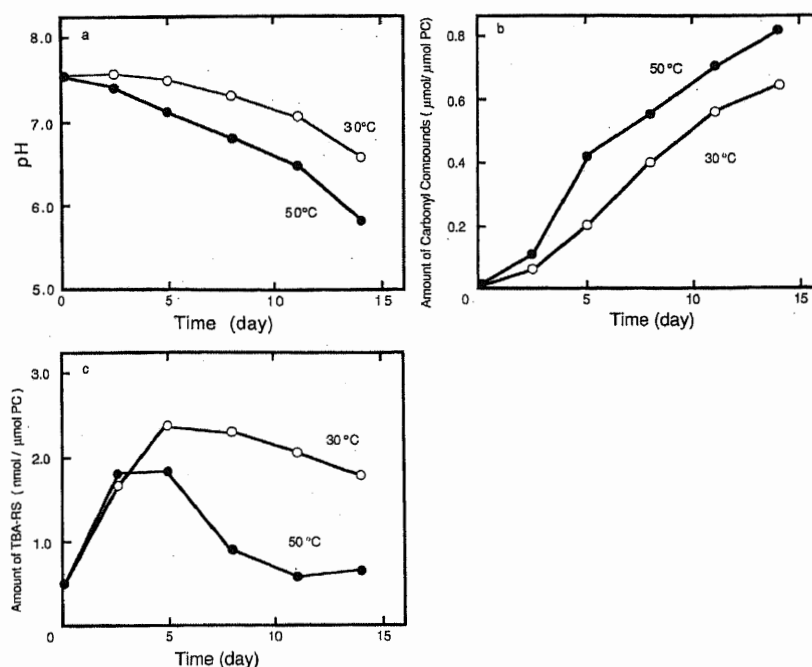 8.0
a
7.0
30°C
pH
50°C
6.0
5.0
0
5
10
15
Time (day)
0.8
b
50°C
0.6
30°C
0.4
0.2
0
5
10
15
Time (day)
Amount of Carbonyl Compounds ( μmol/ μmol PC)
3.0
c
30°C
2.0
1.0
50°C
0
5
10
15
Time (day)
Amount of TBA-RS ( nmol / μmol PC )